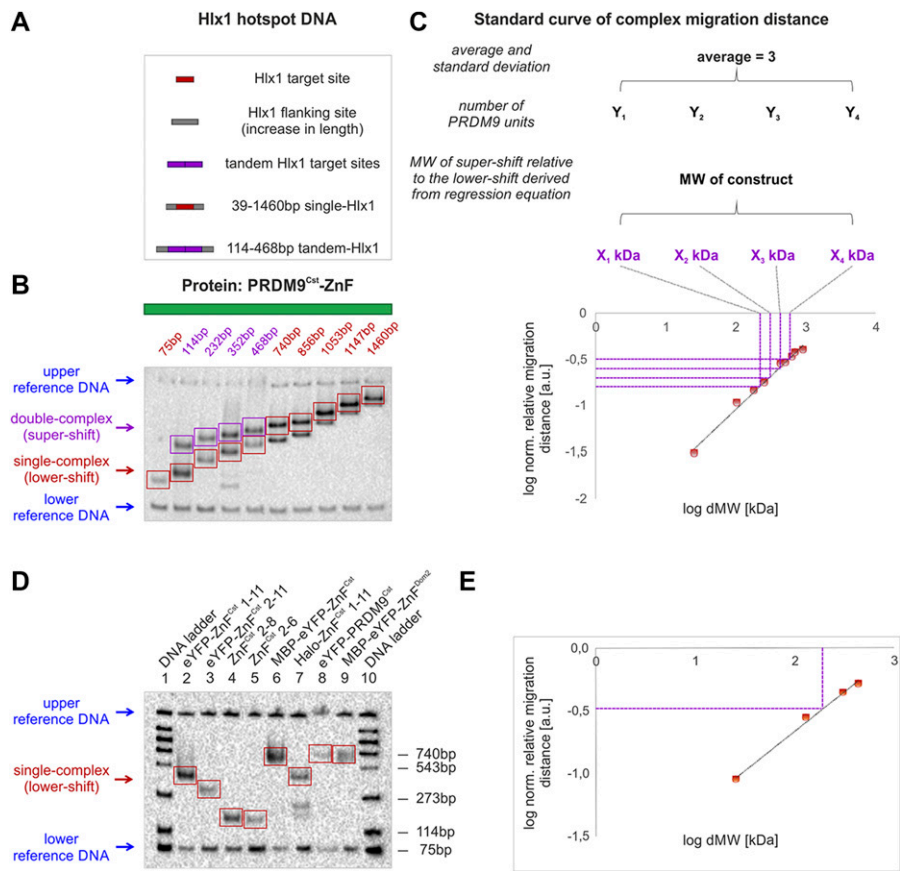 A
Hlx1 hotspot DNA
Hlx1 target site
Hlx1 flanking site
(increase in length)
tandem Hlx1 target sites
39-1460bp single-Hlx1
114-468bp tandem-Hlx1
B
Protein: PRDM9Cst-ZnF
75bp
114bp
232bp
352bp
468bp
740bp
856bp
1053bp
1147bp
1460bp
upper
reference DNA
double-complex
(super-shift)
single-complex
(lower-shift)
lower
reference DNA
C
Standard curve of complex migration distance
average and
standard deviation
average = 3
number of
PRDM9 units
Y1 Y2 Y3 Y4
MW of super-shift relative
to the lower-shift derived
from regression equation
MW of construct
X1 kDa X2 kDa X3 kDa X4 kDa
0 1 2 3 4
0
-0,5
-1
-1,5
-2
log norm. relative migration
distance [a.u.]
log dMW [kDa]
D
DNA ladder
eYFP-ZnFCst 1-11
eYFP-ZnFCst 2-11
ZnFCst 2-8
ZnFCst 2-6
MBP-eYFP-ZnFCst
Halo-ZnFCst 1-11
eYFP-PRDM9Cst
MBP-eYFP-ZnFDom2
DNA ladder
1 2 3 4 5 6 7 8 9 10
upper
reference DNA
single-complex
(lower-shift)
lower
reference DNA
740bp
543bp
273bp
114bp
75bp
E
0 1 2 3
0,0
-0,5
-1,0
-1,5
log norm. relative migration
distance [a.u.]
log dMW [kDa]